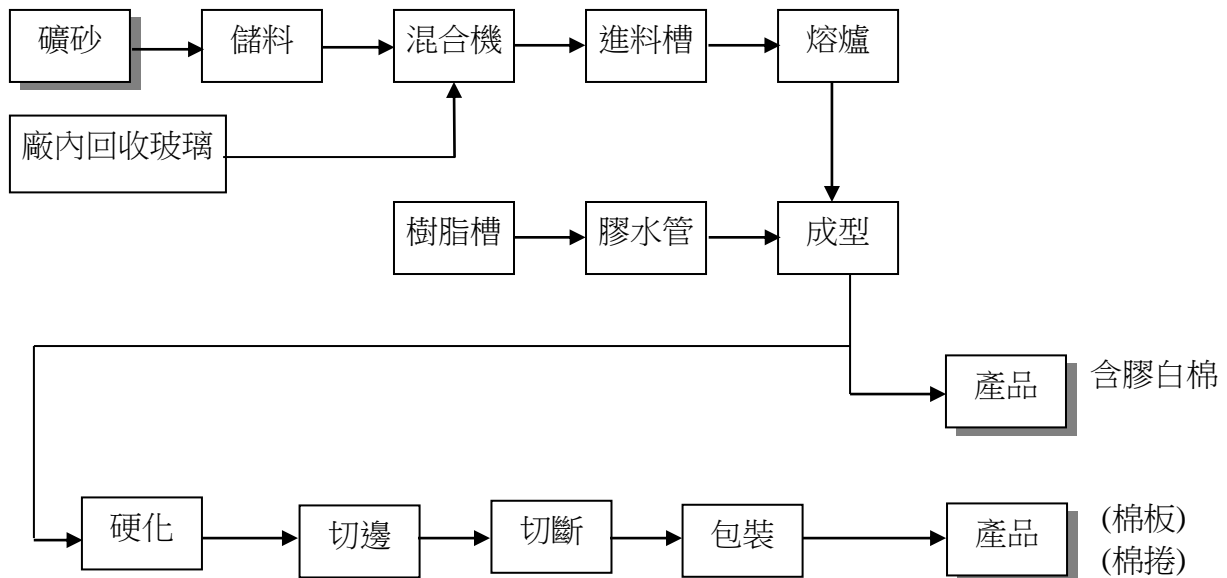 礦砂
儲料
混合機
進料槽
熔爐
廠內回收玻璃
樹脂槽
膠水管
成型
產品
含膠白棉
硬化
切邊
切斷
包裝
產品
(棉板)
(棉捲)